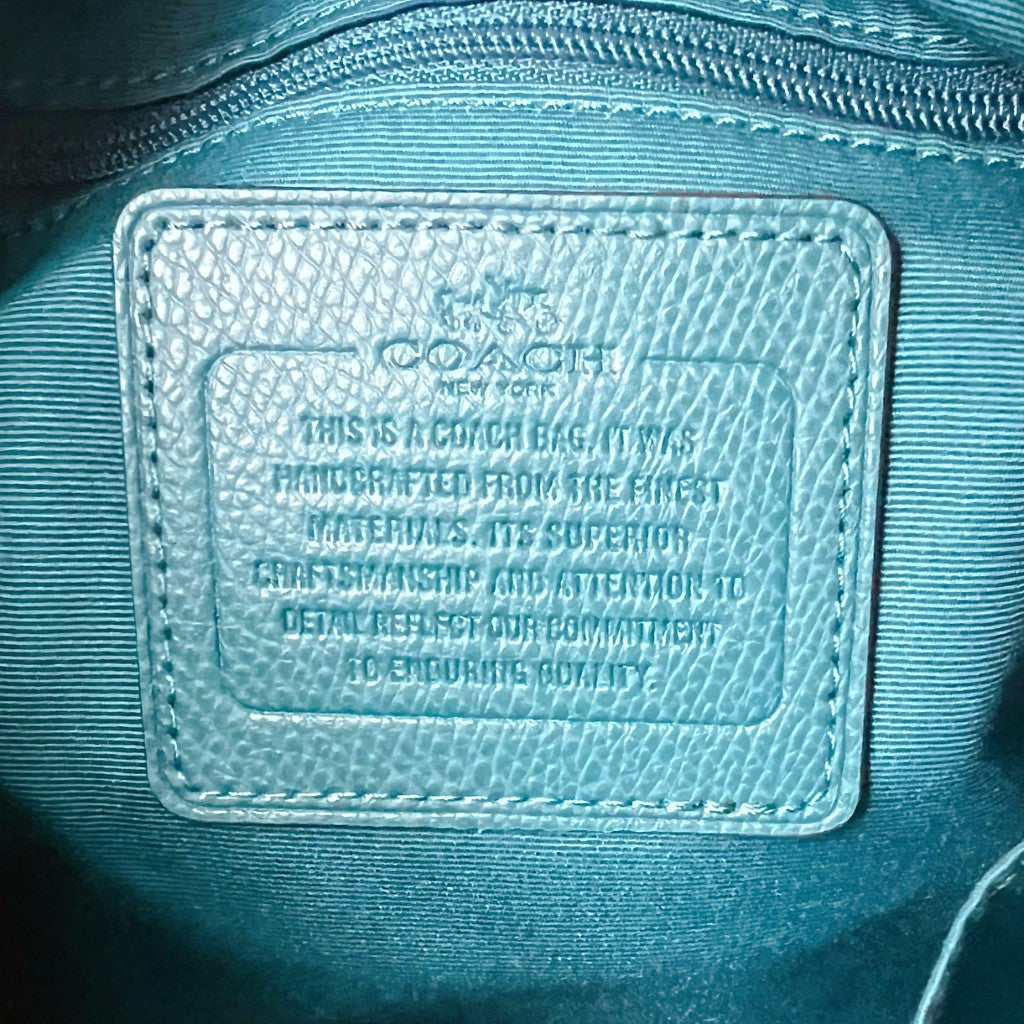 COACH
NEW YORK
THIS IS A COACH BAG. IT WAS
HANDCRAFTED FROM THE FINEST
MATERIALS. ITS SUPERIOR
CRAFTSMANSHIP AND ATTENTION TO
DETAIL REFLECT OUR COMMITMENT
TO ENDURING QUALITY.